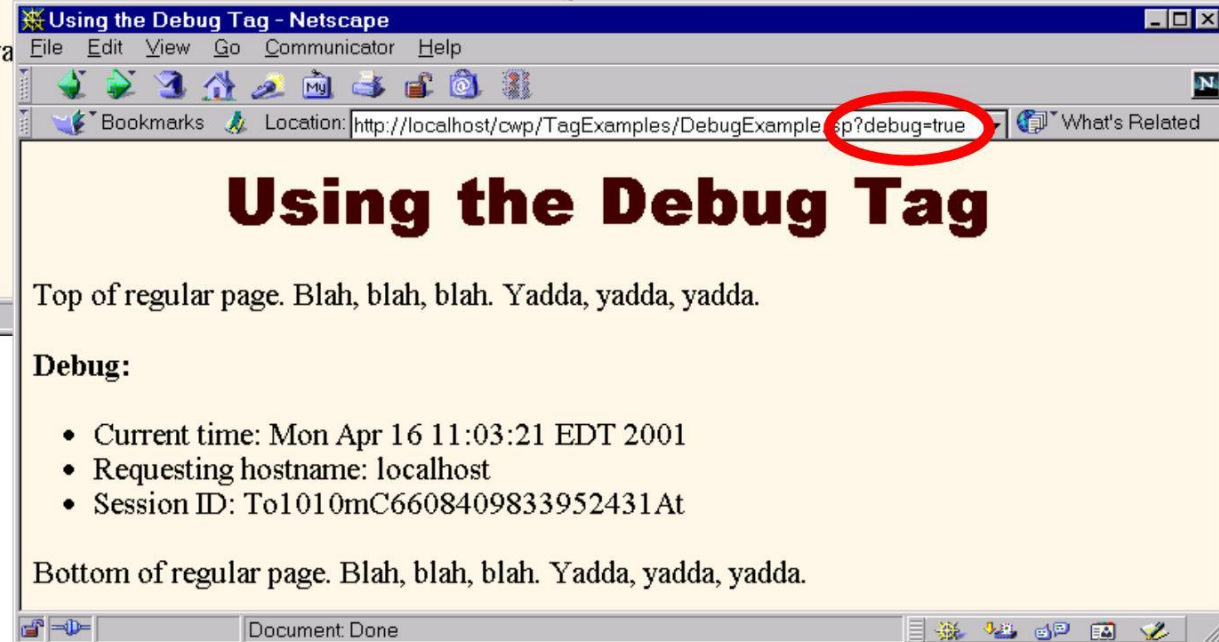 Using the Debug Tag - Netscape
File Edit View Go Communicator Help
My
N
Bookmarks Location: http://localhost/cwp/TagExamples/DebugExample.sp?debug=true What's Related
Using the Debug Tag
Top of regular page. Blah, blah, blah. Yadda, yadda, yadda.
Debug:
• Current time: Mon Apr 16 11:03:21 EDT 2001
• Requesting hostname: localhost
• Session ID: To1010mC6608409833952431At
Bottom of regular page. Blah, blah, blah. Yadda, yadda, yadda.
Document: Done